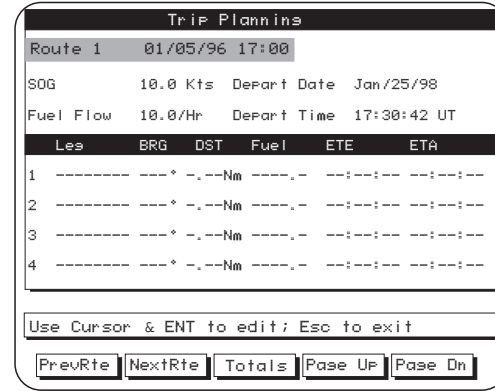 Trip Planning
Route 1 01/05/96 17:00
SOG 10.0 Kts Depart Date Jan/25/98
Fuel Flow 10.0/Hr Depart Time 17:30:42 UT
Leg BRG DST Fuel ETE ETA
1 -------- ---° -.--Nm ----.- --:--:-- --:--:--
2 -------- ---° -.--Nm ----.- --:--:-- --:--:--
3 -------- ---° -.--Nm ----.- --:--:-- --:--:--
4 -------- ---° -.--Nm ----.- --:--:-- --:--:--
Use Cursor & ENT to edit; Esc to exit
PrevRte NextRte Totals Page Up Page Dn